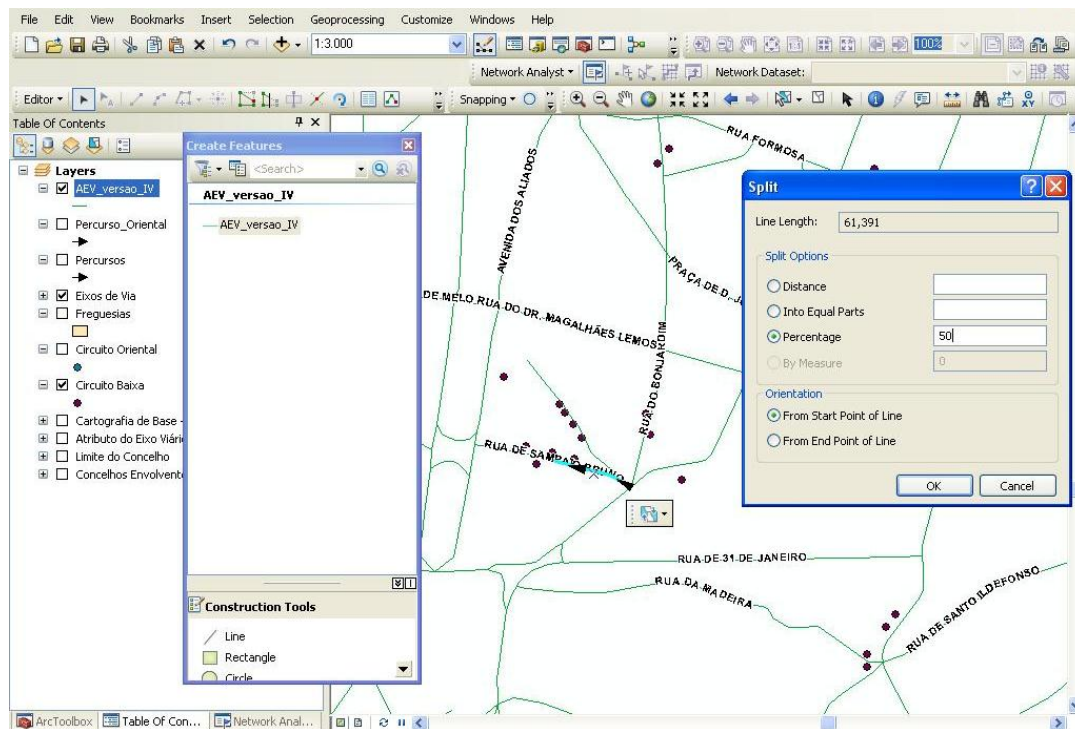 File Edit View Bookmarks Insert Selection Geoprocessing Customize Windows Help
1:3.000
100%
Network Analyst
Network Dataset:
Editor
Snapping
Table Of Contents
Layers
AEV_versao_IV
Percurso_Oriental
Percursos
Eixos de Via
Freguesias
Circuito Oriental
Circuito Baixa
Cartografia de Base -
Atributo do Eixo Viári
Limite do Concelho
Concelhos Envolvent
Create Features
<Search>
AEV_versao_IV
AEV_versao_IV
Construction Tools
Line
Rectangle
Circle
RUA FORMOSA
AVENIDA DOS ALIADOS
PRAÇA DE D. J
DE MELO RUA DO DR. MAGALHÃES LEMOS
RUA DO BONJARDIM
RUA DE SAMPAIO BRUNO
RUA DE 31 DE JANEIRO
RUA DA MADEIRA
RUA DE SANTO ILDEFONSO
Split
Line Length: 61,391
Split Options
Distance
Into Equal Parts
Percentage 50
By Measure 0
Orientation
From Start Point of Line
From End Point of Line
OK Cancel
ArcToolbox Table Of Con... Network Anal...